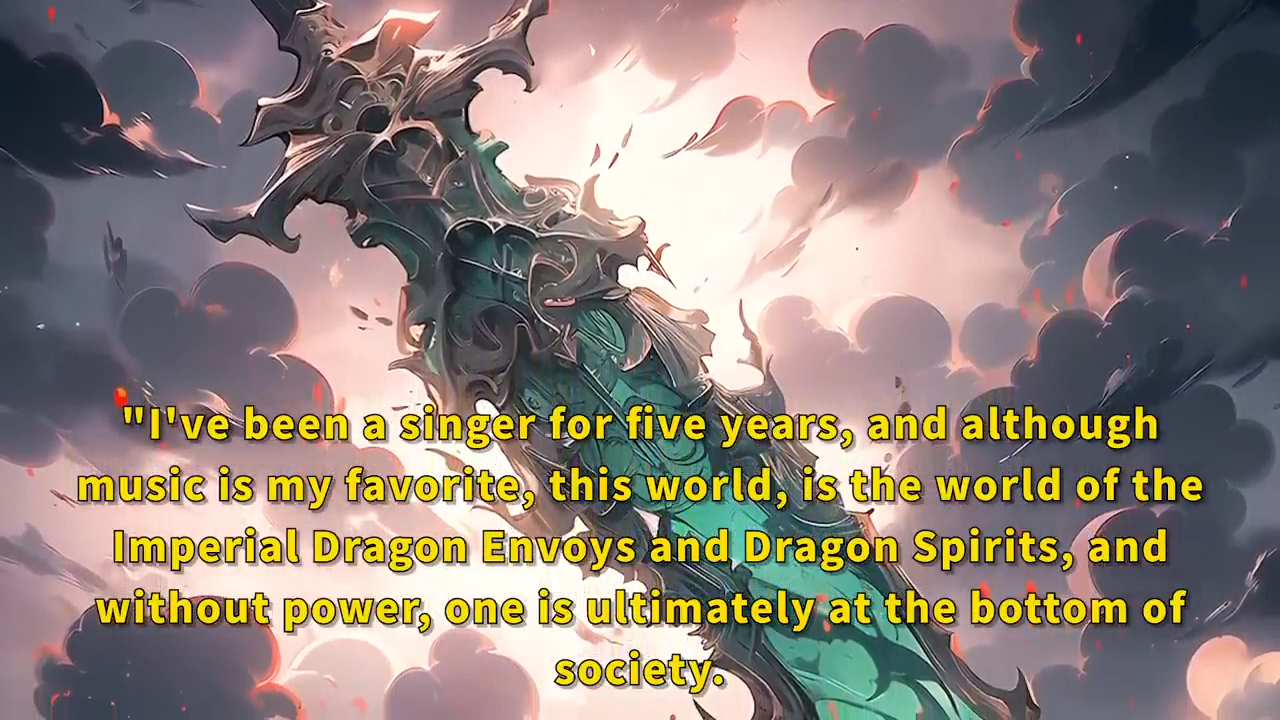 "I've been a singer for five years, and although
music is my favorite, this world, is the world of the
Imperial Dragon Envoys and Dragon Spirits, and
without power, one is ultimately at the bottom of
society.